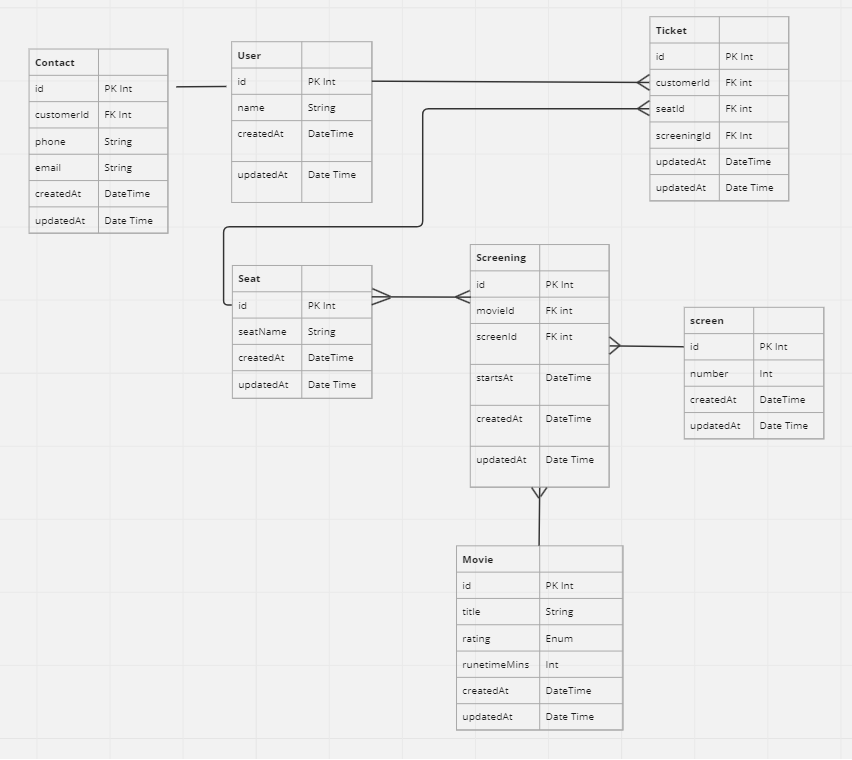 Contact
id PK Int
customerId FK Int
phone String
email String
createdAt DateTime
updatedAt Date Time
User
id PK Int
name String
createdAt DateTime
updatedAt Date Time
Ticket
id PK Int
customerId FK int
seatId FK int
screeningId FK Int
updatedAt DateTime
updatedAt Date Time
Seat
id PK Int
seatName String
createdAt DateTime
updatedAt Date Time
Screening
id PK Int
movieId FK int
screenId FK int
startsAt DateTime
createdAt DateTime
updatedAt Date Time
screen
id PK Int
number Int
createdAt DateTime
updatedAt Date Time
Movie
id PK Int
title String
rating Enum
runetimeMins Int
createdAt DateTime
updatedAt Date Time